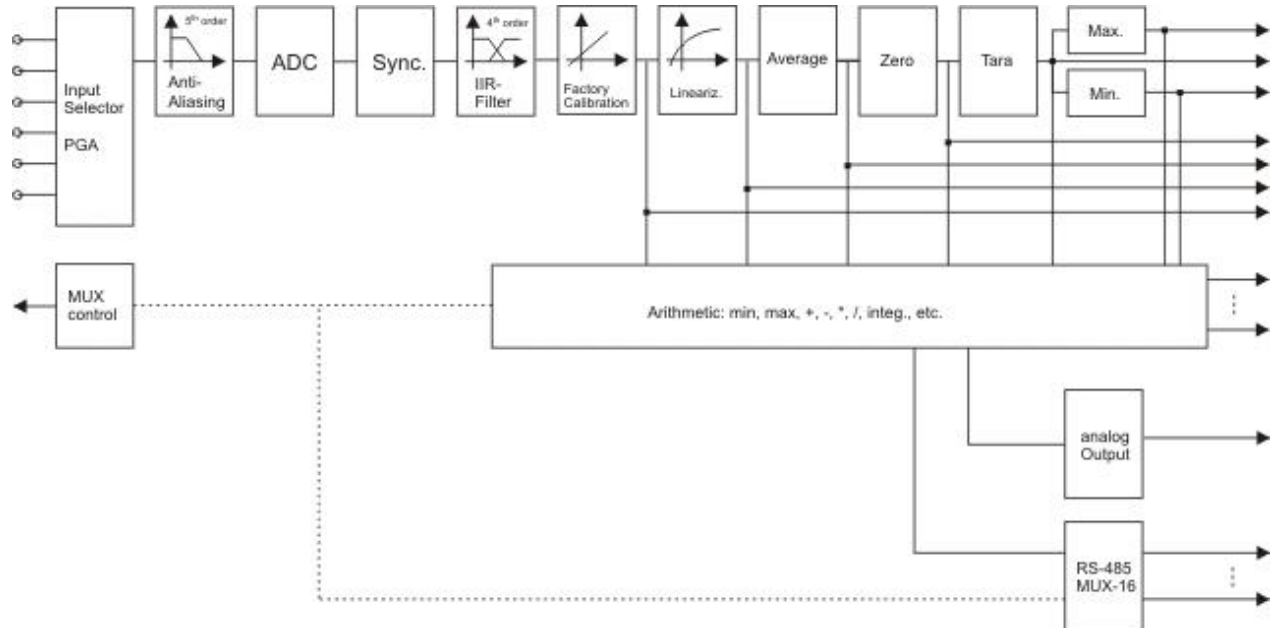 Input
Selector
PGA
5th order
Anti-
Aliasing
ADC
Sync.
4th order
IIR-
Filter
Factory
Calibration
Lineariz.
Average
Zero
Tara
Max.
Min.
MUX
control
Arithmetic: min, max, +, -, *, /, integ., etc.
analog
Output
RS-485
MUX-16